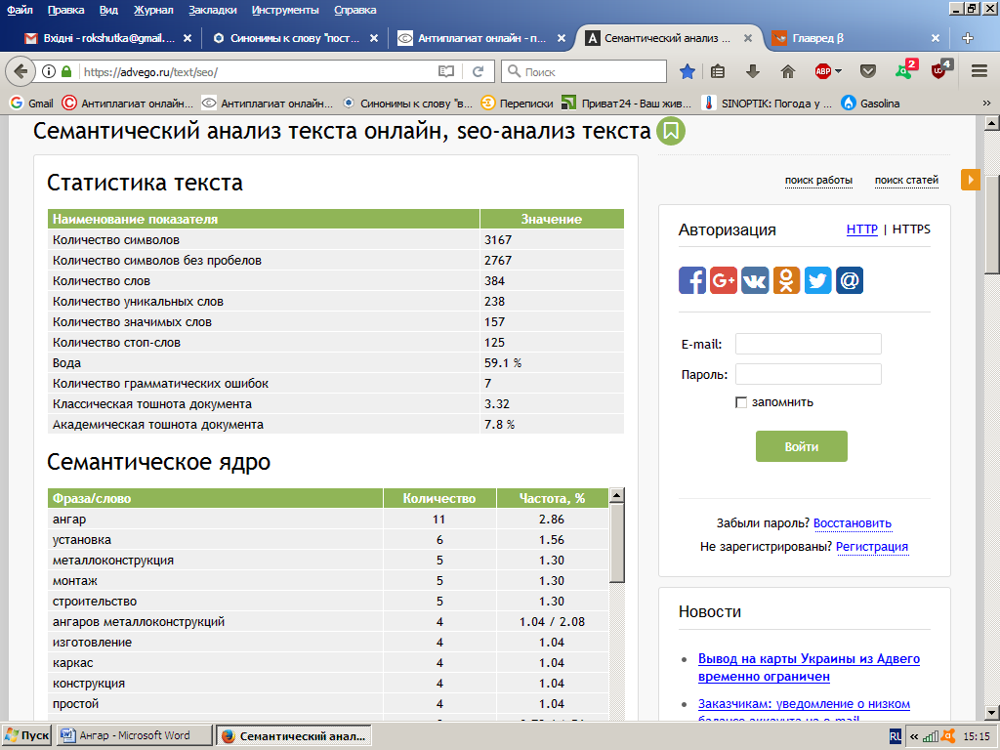 Файл Правка Вид Журнал Закладки Инструменты Справка
Вхідні - rokshutka@gmail....
Синонимы к слову "пост...
Антиплагиат онлайн - п...
Семантический анализ ...
Главред β
https://advego.ru/text/seo/
Поиск
ABP
2
4
Gmail
Антиплагиат онлайн...
Антиплагиат онлайн...
Синонимы к слову "в...
Переписки
Приват24 - Ваш жив...
SINOPTIK: Погода у ...
Gasolina
Семантический анализ текста онлайн, seo-анализ текста
Статистика текста
Наименование показателя Значение
Количество символов 3167
Количество символов без пробелов 2767
Количество слов 384
Количество уникальных слов 238
Количество значимых слов 157
Количество стоп-слов 125
Вода 59.1 %
Количество грамматических ошибок 7
Классическая тошнота документа 3.32
Академическая тошнота документа 7.8 %
Семантическое ядро
Фраза/слово Количество Частота, %
ангар 11 2.86
установка 6 1.56
металлоконструкция 5 1.30
монтаж 5 1.30
строительство 5 1.30
ангаров металлоконструкций 4 1.04 / 2.08
изготовление 4 1.04
каркас 4 1.04
конструкция 4 1.04
простой 4 1.04
поиск работы поиск статей
Авторизация HTTP | HTTPS
E-mail:
Пароль:
запомнить
Войти
Забыли пароль? Восстановить
Не зарегистрированы? Регистрация
Новости
Вывод на карты Украины из Адвего
временно ограничен
Заказчикам: уведомление о низком
балансе аккаунта на e-mail
Пуск
Ангар - Microsoft Word
Семантический анал...
RU
15:15